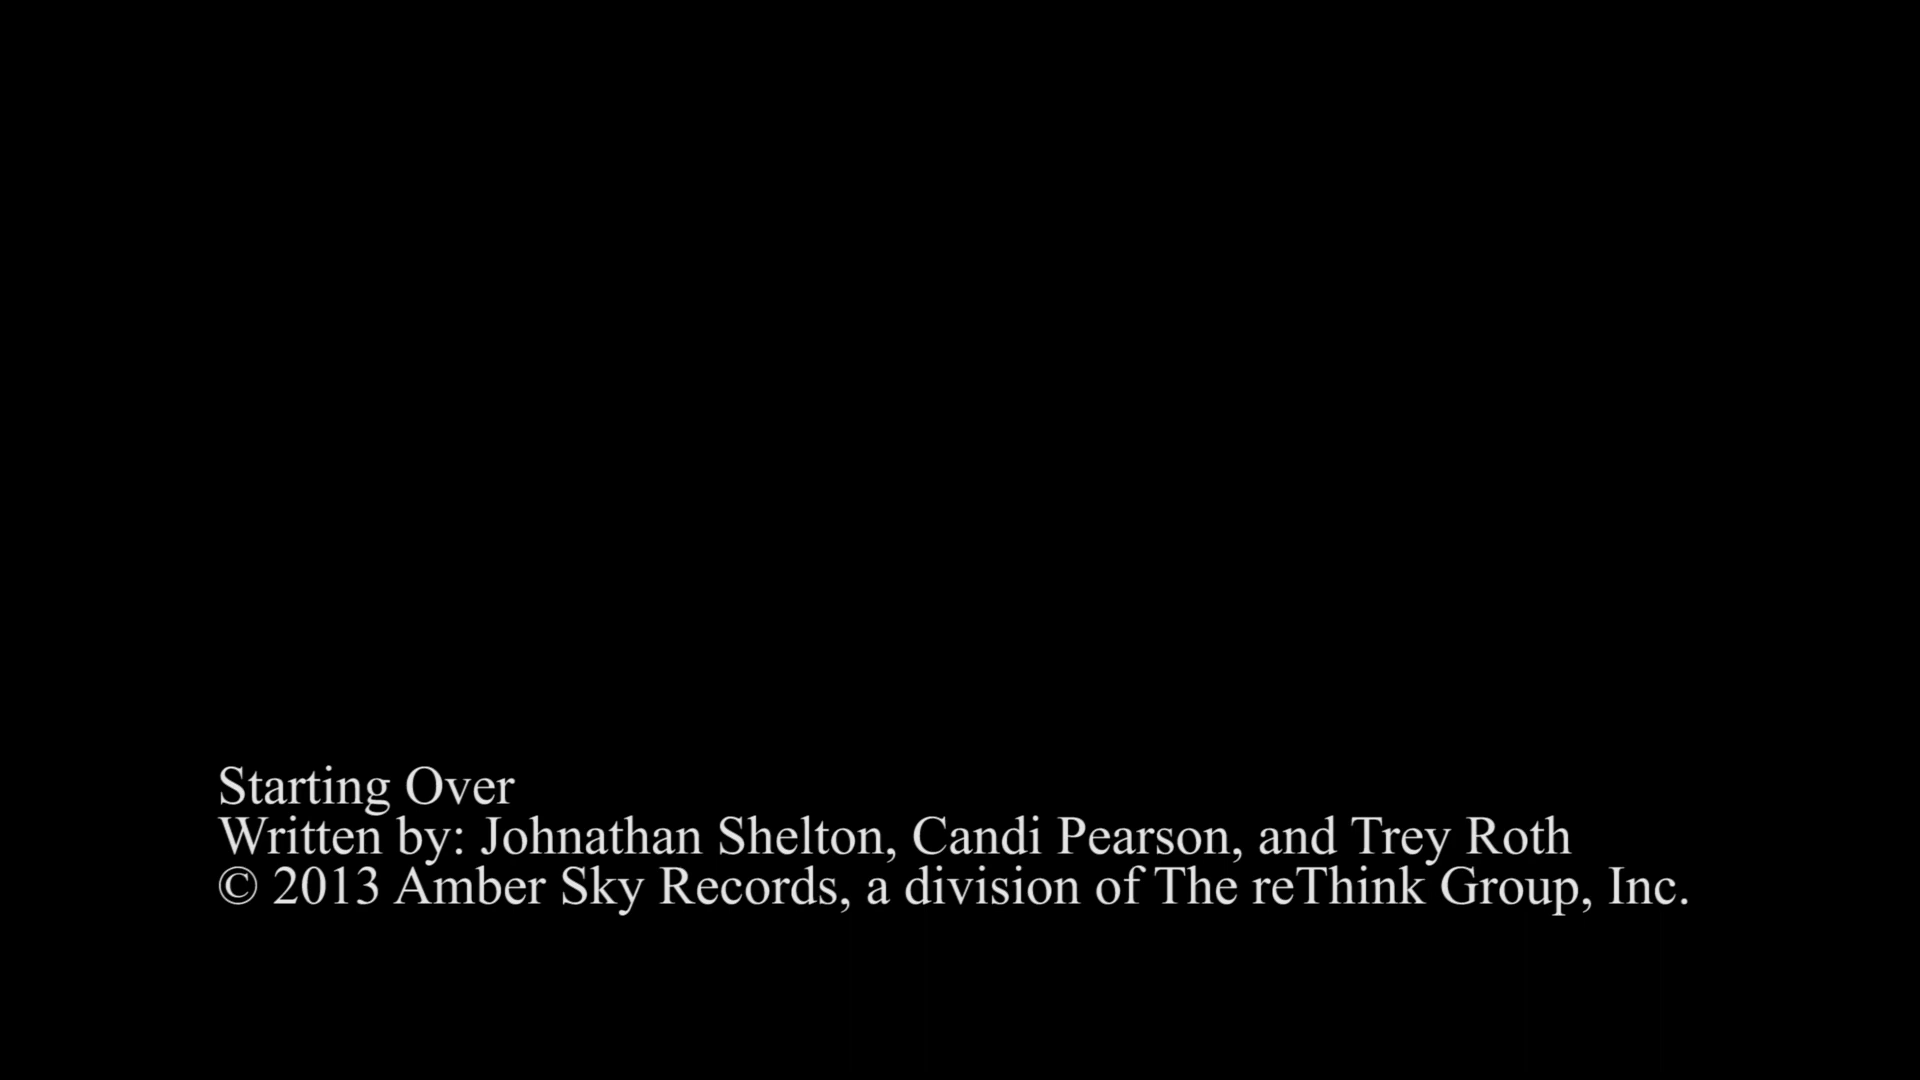 Starting Over
Written by: Johnathan Shelton, Candi Pearson, and Trey Roth
© 2013 Amber Sky Records, a division of The reThink Group, Inc.